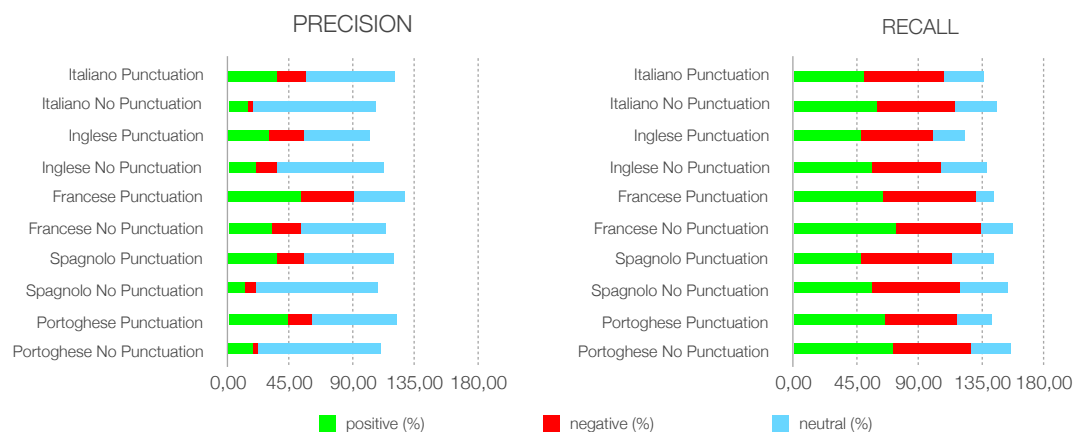 PRECISION
Italiano Punctuation
Italiano No Punctuation
Inglese Punctuation
Inglese No Punctuation
Francese Punctuation
Francese No Punctuation
Spagnolo Punctuation
Spagnolo No Punctuation
Portoghese Punctuation
Portoghese No Punctuation
0,00 45,00 90,00 135,00 180,00
RECALL
Italiano Punctuation
Italiano No Punctuation
Inglese Punctuation
Inglese No Punctuation
Francese Punctuation
Francese No Punctuation
Spagnolo Punctuation
Spagnolo No Punctuation
Portoghese Punctuation
Portoghese No Punctuation
0,00 45,00 90,00 135,00 180,00
positive (%) negative (%) neutral (%)